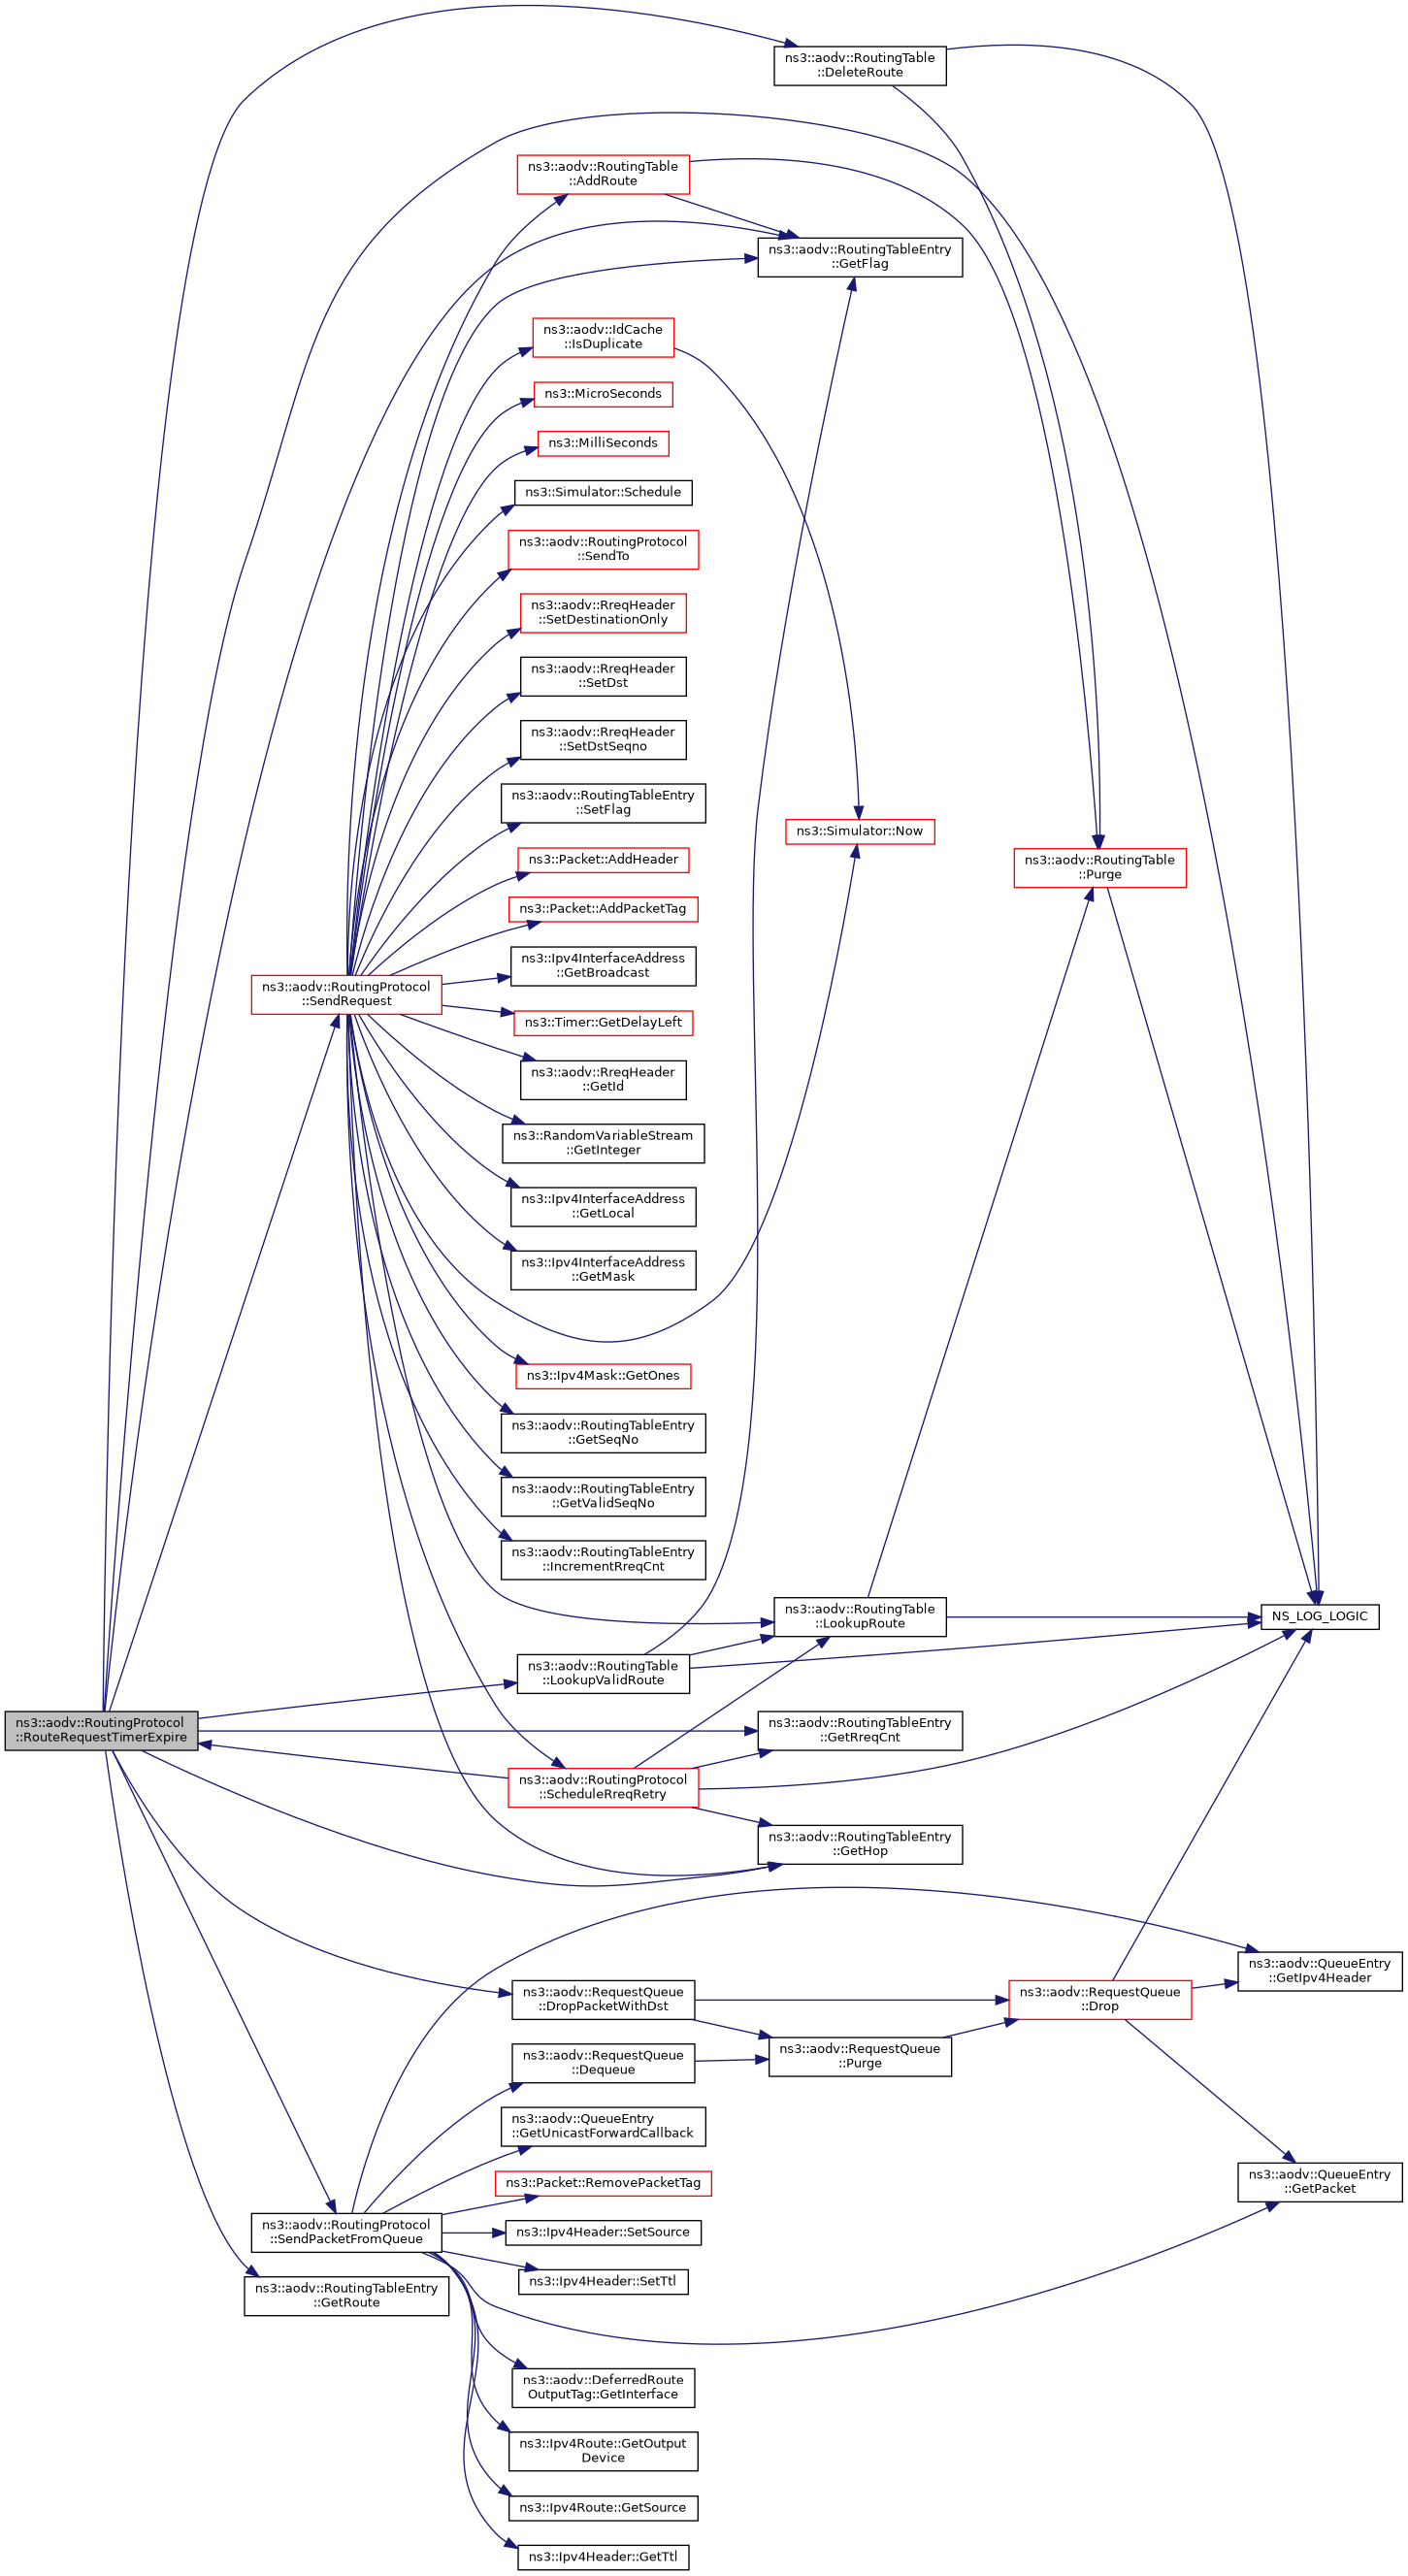 ns3::aodv::RoutingTable
::DeleteRoute
ns3::aodv::RoutingTable
::AddRoute
ns3::aodv::RoutingTableEntry
::GetFlag
ns3::aodv::IdCache
::IsDuplicate
ns3::MicroSeconds
ns3::MilliSeconds
ns3::Simulator::Schedule
ns3::aodv::RoutingProtocol
::SendTo
ns3::aodv::RreqHeader
::SetDestinationOnly
ns3::aodv::RreqHeader
::SetDst
ns3::aodv::RreqHeader
::SetDstSeqno
ns3::aodv::RoutingTableEntry
::SetFlag
ns3::Simulator::Now
ns3::aodv::RoutingTable
::Purge
ns3::Packet::AddHeader
ns3::Packet::AddPacketTag
ns3::Ipv4InterfaceAddress
::GetBroadcast
ns3::aodv::RoutingProtocol
::SendRequest
ns3::Timer::GetDelayLeft
ns3::aodv::RreqHeader
::GetId
ns3::RandomVariableStream
::GetInteger
ns3::Ipv4InterfaceAddress
::GetLocal
ns3::Ipv4InterfaceAddress
::GetMask
ns3::Ipv4Mask::GetOnes
ns3::aodv::RoutingTableEntry
::GetSeqNo
ns3::aodv::RoutingTableEntry
::GetValidSeqNo
ns3::aodv::RoutingTableEntry
::IncrementRreqCnt
ns3::aodv::RoutingTable
::LookupRoute
NS_LOG_LOGIC
ns3::aodv::RoutingTable
::LookupValidRoute
ns3::aodv::RoutingProtocol
::RouteRequestTimerExpire
ns3::aodv::RoutingTableEntry
::GetRreqCnt
ns3::aodv::RoutingProtocol
::ScheduleRreqRetry
ns3::aodv::RoutingTableEntry
::GetHop
ns3::aodv::QueueEntry
::GetIpv4Header
ns3::aodv::RequestQueue
::DropPacketWithDst
ns3::aodv::RequestQueue
::Drop
ns3::aodv::RequestQueue
::Purge
ns3::aodv::RequestQueue
::Dequeue
ns3::aodv::QueueEntry
::GetUnicastForwardCallback
ns3::Packet::RemovePacketTag
ns3::aodv::QueueEntry
::GetPacket
ns3::aodv::RoutingProtocol
::SendPacketFromQueue
ns3::Ipv4Header::SetSource
ns3::Ipv4Header::SetTtl
ns3::aodv::RoutingTableEntry
::GetRoute
ns3::aodv::DeferredRoute
OutputTag::GetInterface
ns3::Ipv4Route::GetOutput
Device
ns3::Ipv4Route::GetSource
ns3::Ipv4Header::GetTtl